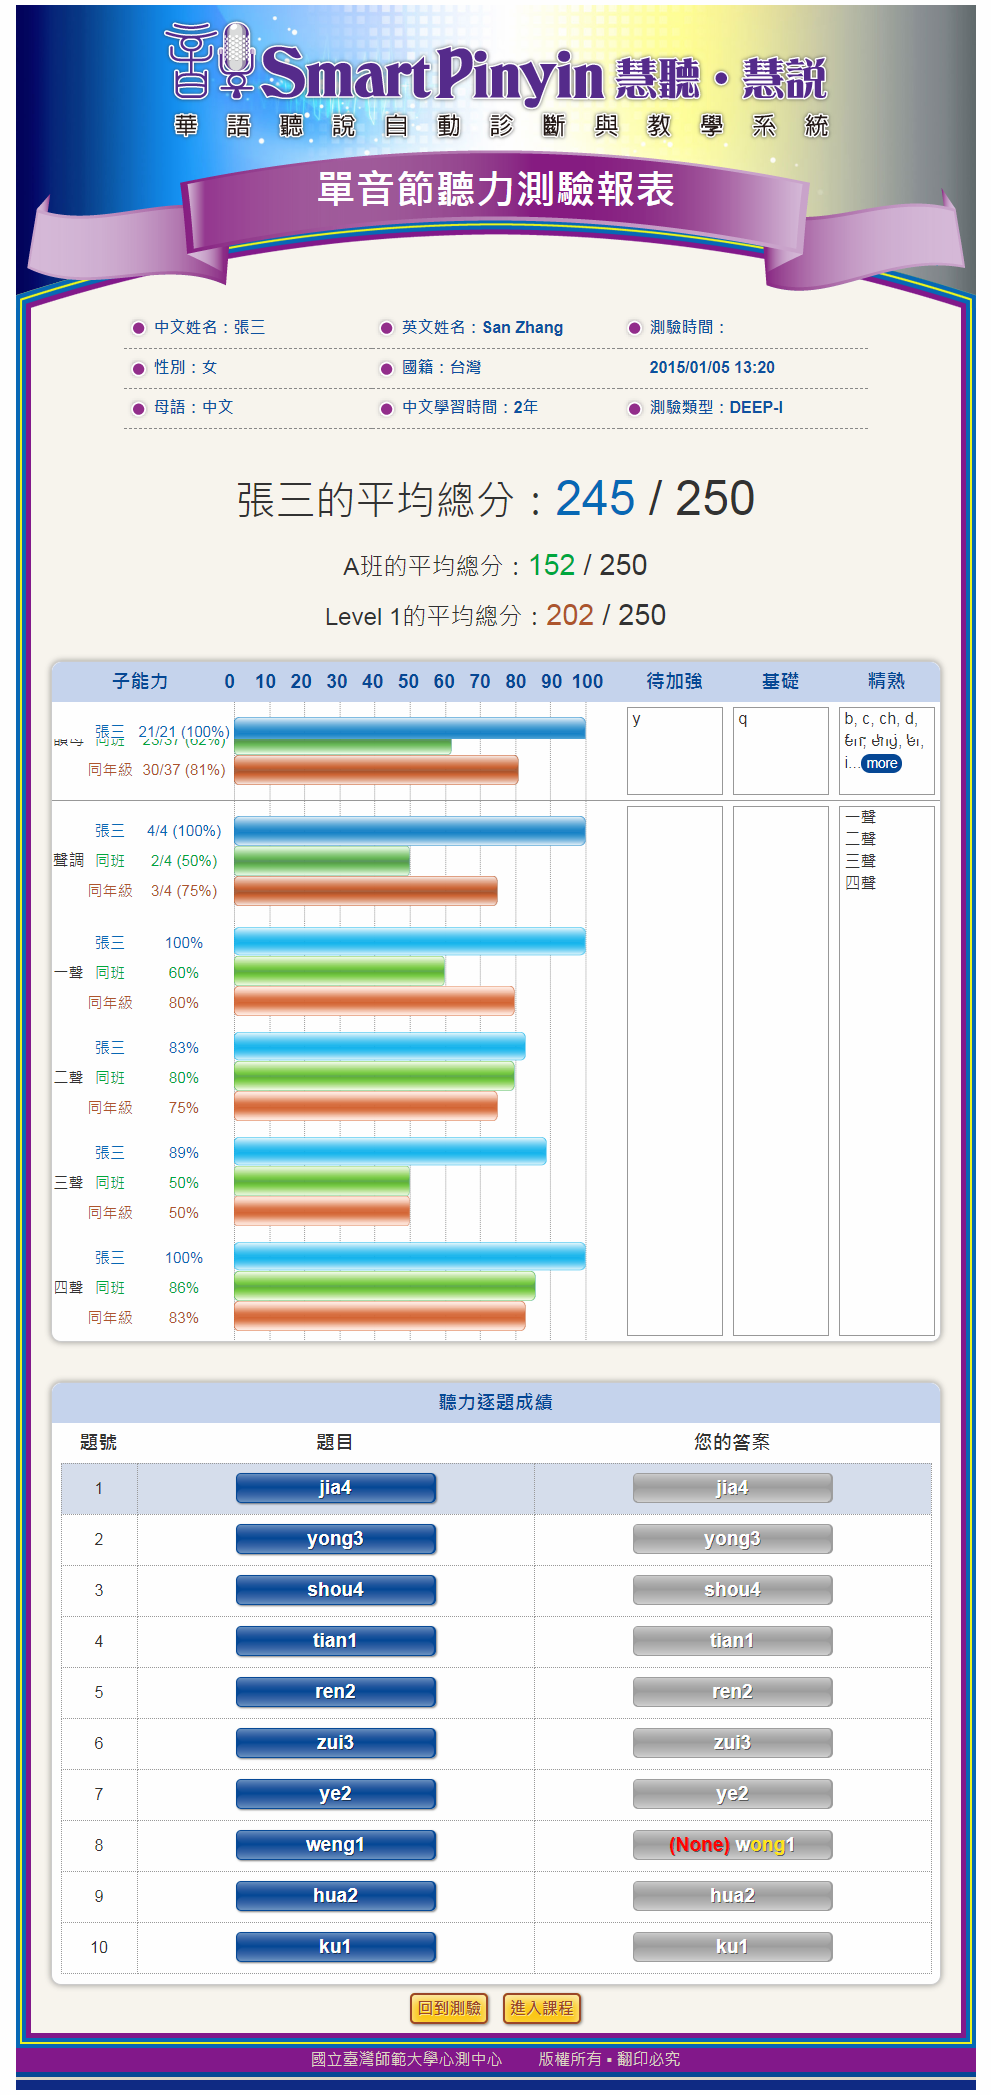 SmartPinyin 慧聽・慧説
華語聽說自動診斷與教學系統
單音節聽力測驗報表
中文姓名：張三 英文姓名：San Zhang 測驗時間：
性別：女 國籍：台灣 2015/01/05 13:20
母語：中文 中文學習時間：2年 測驗類型：DEEP-I
張三的平均總分：245 / 250
A班的平均總分：152 / 250
Level 1的平均總分：202 / 250
子能力 0 10 20 30 40 50 60 70 80 90 100 待加強 基礎 精熟
張三 21/21 (100%) y q b, c, ch, d,
同班 23/37 (62%) en, eng, er,
同年級 30/37 (81%) i...more
張三 4/4 (100%) 一聲
聲調 同班 2/4 (50%) 二聲
同年級 3/4 (75%) 三聲
四聲
張三 100%
一聲 同班 60%
同年級 80%
張三 83%
二聲 同班 80%
同年級 75%
張三 89%
三聲 同班 50%
同年級 50%
張三 100%
四聲 同班 86%
同年級 83%
聽力逐題成績
題號 題目 您的答案
1 jia4 jia4
2 yong3 yong3
3 shou4 shou4
4 tian1 tian1
5 ren2 ren2
6 zui3 zui3
7 ye2 ye2
8 weng1 (None) wong1
9 hua2 hua2
10 ku1 ku1
回到測驗 進入課程
國立臺灣師範大學心測中心 版權所有 ▪ 翻印必究